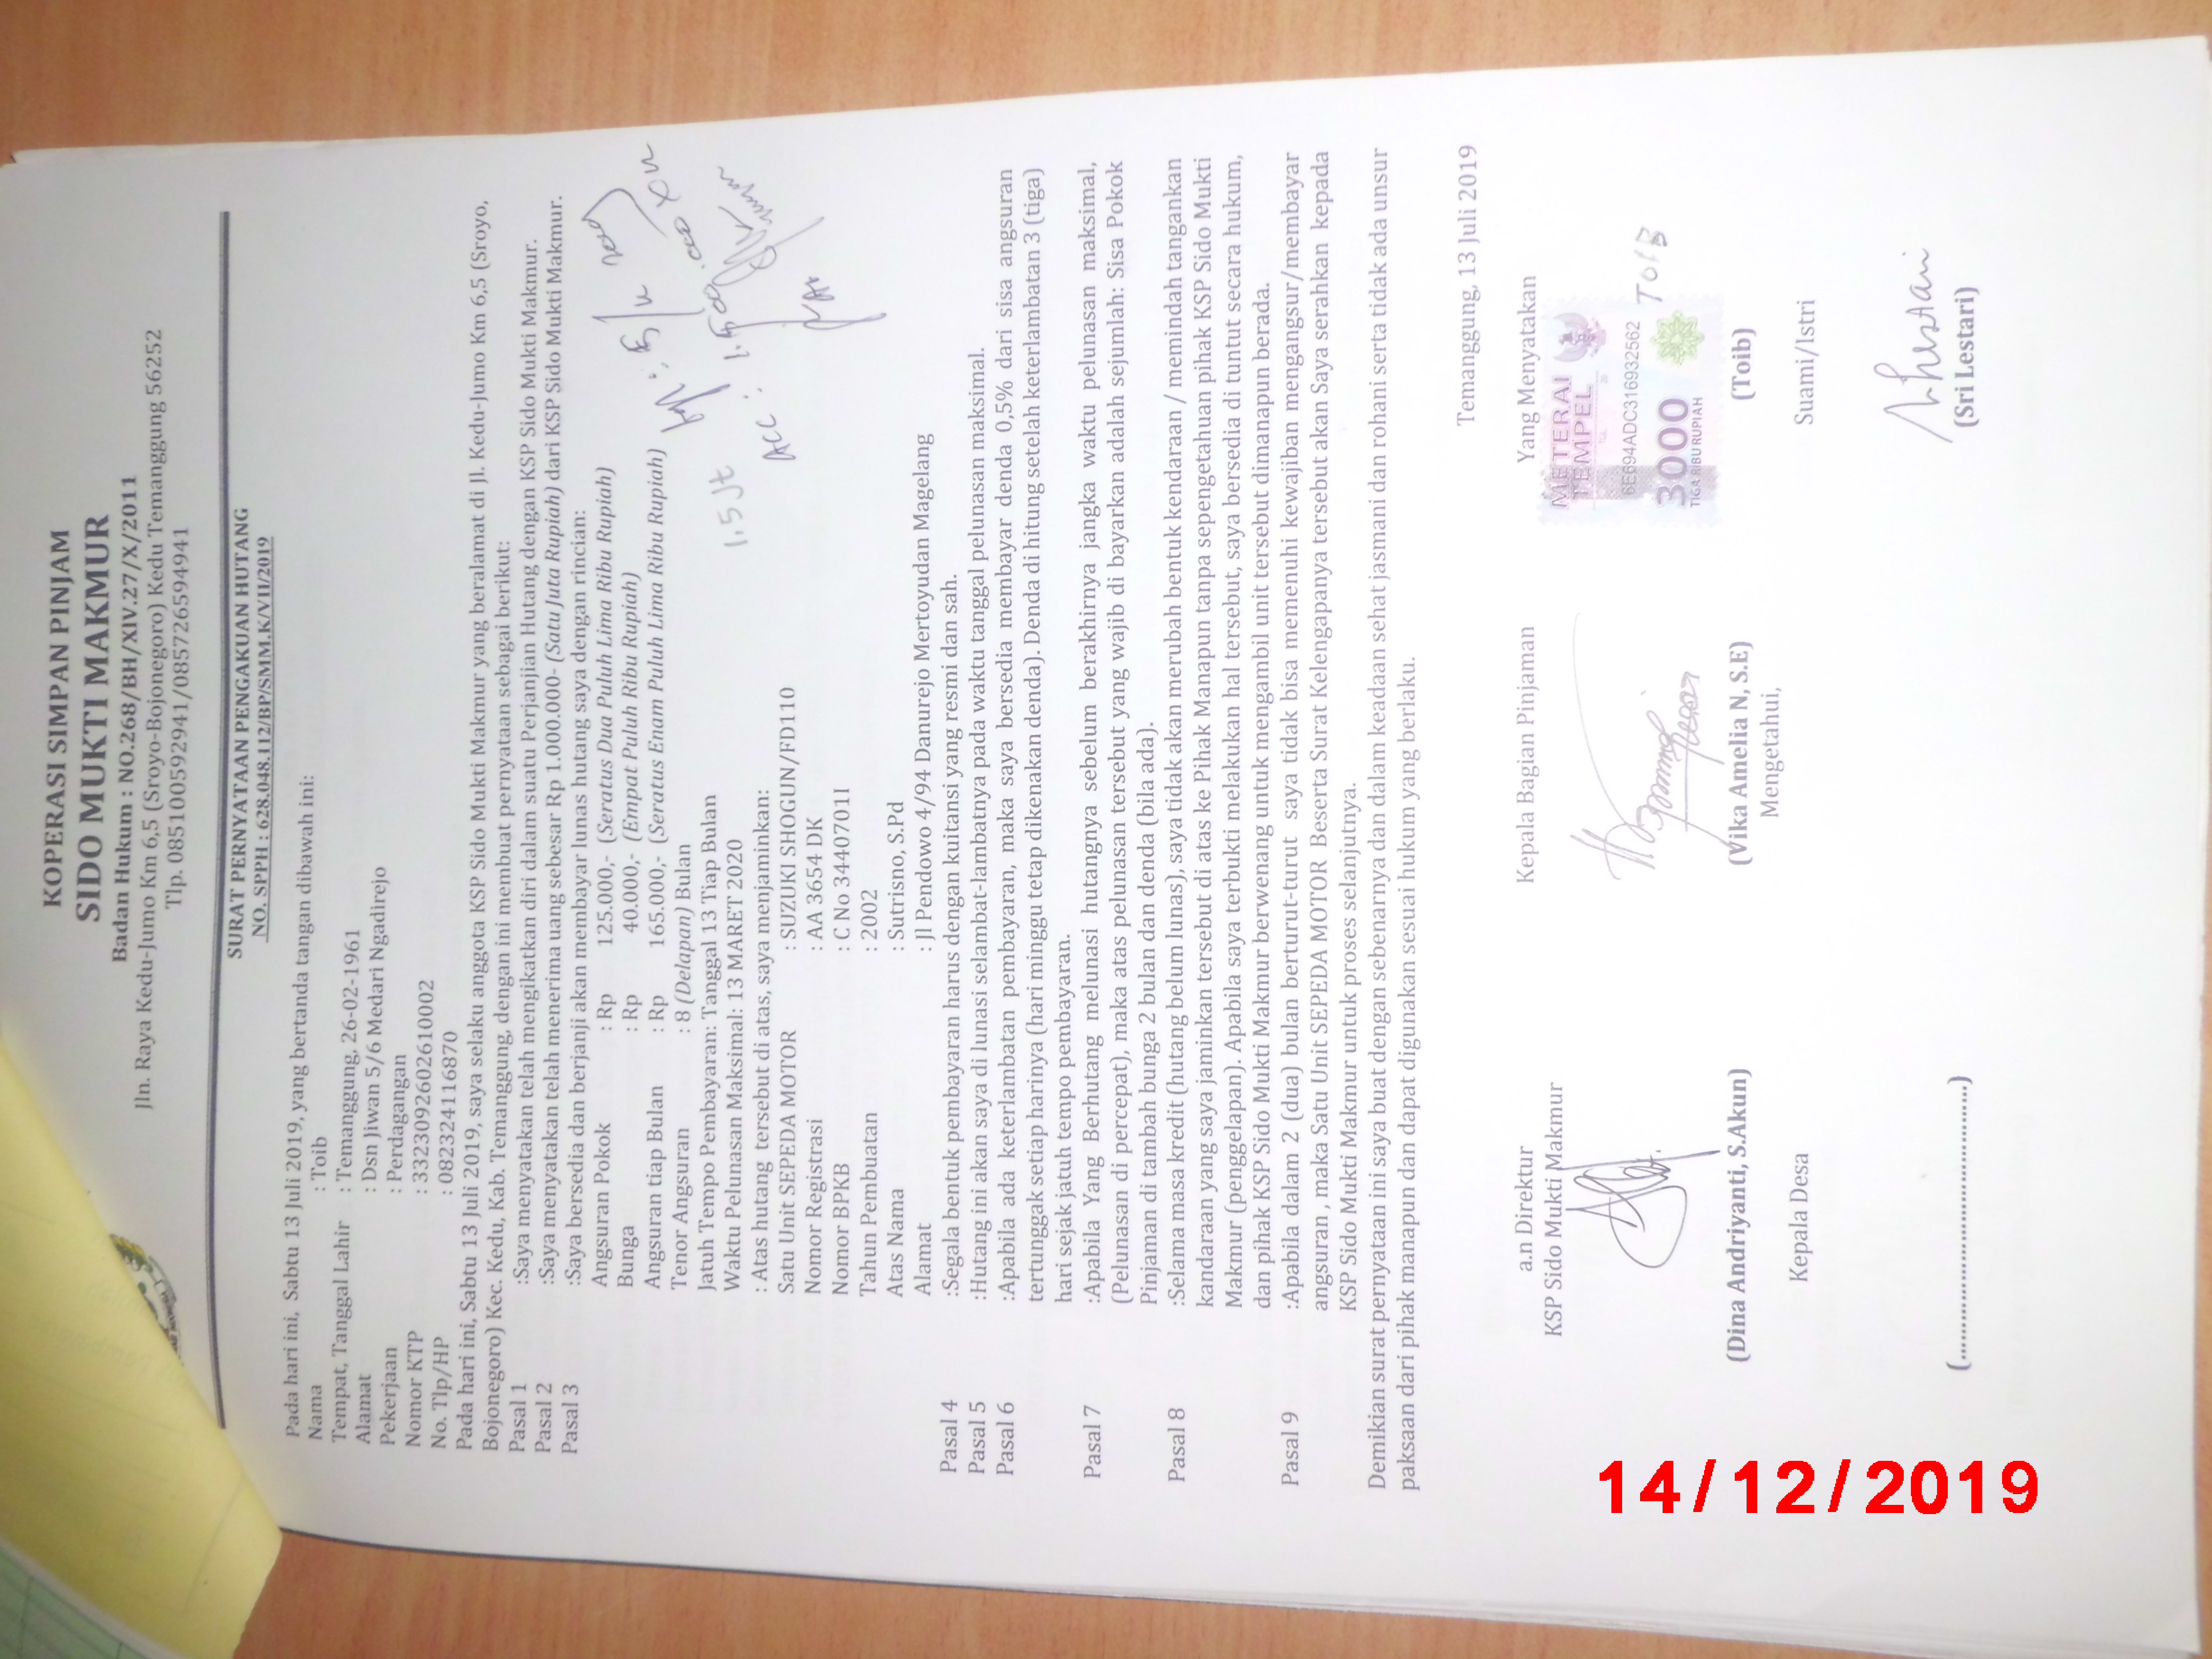 KOPERASI SIMPAN PINJAM
SIDO MUKTI MAKMUR
Badan Hukum : NO.268/BH/XIV.27/X/2011
Jln. Raya Kedu-Jumo Km 6,5 (Sroyo-Bojonegoro) Kedu Temanggung 56252
Tlp. 085100592941/085726594941
SURAT PERNYATAAN PENGAKUAN HUTANG
NO. SPPH : 628.048.112/BP/SMM.K/VII/2019
Pada hari ini, Sabtu 13 Juli 2019, yang bertanda tangan dibawah ini:
Nama : Toib
Tempat, Tanggal Lahir : Temanggung, 26-02-1961
Alamat : Dsn Jiwan 5/6 Medari Ngadirejo
Pekerjaan : Perdagangan
Nomor KTP : 3323092602610002
No. Tlp/HP : 082324116870
Pada hari ini, Sabtu 13 Juli 2019, saya selaku anggota KSP Sido Mukti Makmur yang beralamat di Jl. Kedu-Jumo Km 6,5 (Sroyo,
Bojonegoro) Kec. Kedu, Kab. Temanggung, dengan ini membuat pernyataan sebagai berikut:
Pasal 1 :Saya menyatakan telah mengikatkan diri dalam suatu Perjanjian Hutang dengan KSP Sido Mukti Makmur.
Pasal 2 :Saya menyatakan telah menerima uang sebesar Rp 1.000.000- (Satu Juta Rupiah) dari KSP Sido Mukti Makmur.
Pasal 3 :Saya bersedia dan berjanji akan membayar lunas hutang saya dengan rincian:
Angsuran Pokok : Rp 125.000,- (Seratus Dua Puluh Lima Ribu Rupiah)
Bunga : Rp 40.000,- (Empat Puluh Ribu Rupiah)
Angsuran tiap Bulan : Rp 165.000,- (Seratus Enam Puluh Lima Ribu Rupiah)
Tenor Angsuran : 8 (Delapan) Bulan
Jatuh Tempo Pembayaran: Tanggal 13 Tiap Bulan
1.5 Jt
Waktu Pelunasan Maksimal: 13 MARET 2020
ACC :
: Atas hutang tersebut di atas, saya menjaminkan:
Satu Unit SEPEDA MOTOR : SUZUKI SHOGUN/FD110
Nomor Registrasi : AA 3654 DK
Nomor BPKB : C No 3440701I
Tahun Pembuatan : 2002
Atas Nama : Sutrisno, S.Pd
Alamat : Jl Pendowo 4/94 Danurejo Mertoyudan Magelang
Pasal 4 :Segala bentuk pembayaran harus dengan kuitansi yang resmi dan sah.
Pasal 5 :Hutang ini akan saya di lunasi selambat-lambatnya pada waktu tanggal pelunasan maksimal.
Pasal 6 :Apabila ada keterlambatan pembayaran, maka saya bersedia membayar denda 0,5% dari sisa angsuran
tertunggak setiap harinya (hari minggu tetap dikenakan denda). Denda di hitung setelah keterlambatan 3 (tiga)
hari sejak jatuh tempo pembayaran.
Pasal 7 :Apabila Yang Berhutang melunasi hutangnya sebelum berakhirnya jangka waktu pelunasan maksimal,
(Pelunasan di percepat), maka atas pelunasan tersebut yang wajib di bayarkan adalah sejumlah: Sisa Pokok
Pinjaman di tambah bunga 2 bulan dan denda (bila ada).
Pasal 8 :Selama masa kredit (hutang belum lunas), saya tidak akan merubah bentuk kendaraan / memindah tangankan
kandaraan yang saya jaminkan tersebut di atas ke Pihak Manapun tanpa sepengetahuan pihak KSP Sido Mukti
Makmur (penggelapan). Apabila saya terbukti melakukan hal tersebut, saya bersedia di tuntut secara hukum,
dan pihak KSP Sido Mukti Makmur berwenang untuk mengambil unit tersebut dimanapun berada.
Pasal 9 :Apabila dalam 2 (dua) bulan berturut-turut saya tidak bisa memenuhi kewajiban mengangsur/membayar
angsuran , maka Satu Unit SEPEDA MOTOR Beserta Surat Kelengapanya tersebut akan Saya serahkan kepada
KSP Sido Mukti Makmur untuk proses selanjutnya.
Demikian surat pernyataan ini saya buat dengan sebenarnya dan dalam keadaan sehat jasmani dan rohani serta tidak ada unsur
paksaan dari pihak manapun dan dapat digunakan sesuai hukum yang berlaku.
Temanggung, 13 Juli 2019
a.n Direktur Kepala Bagian Pinjaman Yang Menyatakan
KSP Sido Mukti Makmur
METERAI
TEMPEL
6E694ADC316932562
3000
TIGA RIBU RUPIAH
TOIB
(Dina Andriyanti, S.Akun) (Vika Amelia N, S.E) (Toib)
Mengetahui,
Kepala Desa Suami/Istri
(Sri Lestari)
14/12/2019